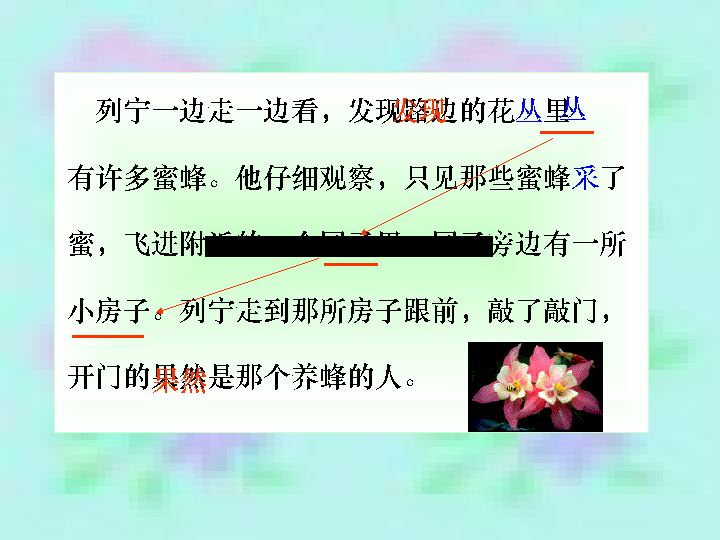 列宁一边走一边看，发现路边的花丛里
有许多蜜蜂。他仔细观察，只见那些蜜蜂采了
蜜，飞进附 旁边有一所
小房子。列宁走到那所房子跟前，敲了敲门，
开门的果然是那个养蜂的人。